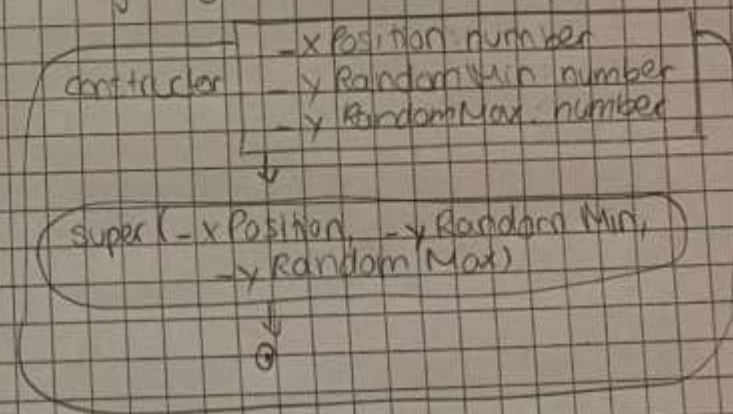 _xPosition: number
constructor _yRandomMin: number
_yRandomMax: number
super(_xPosition, _yRandomMin,
_yRandomMax)